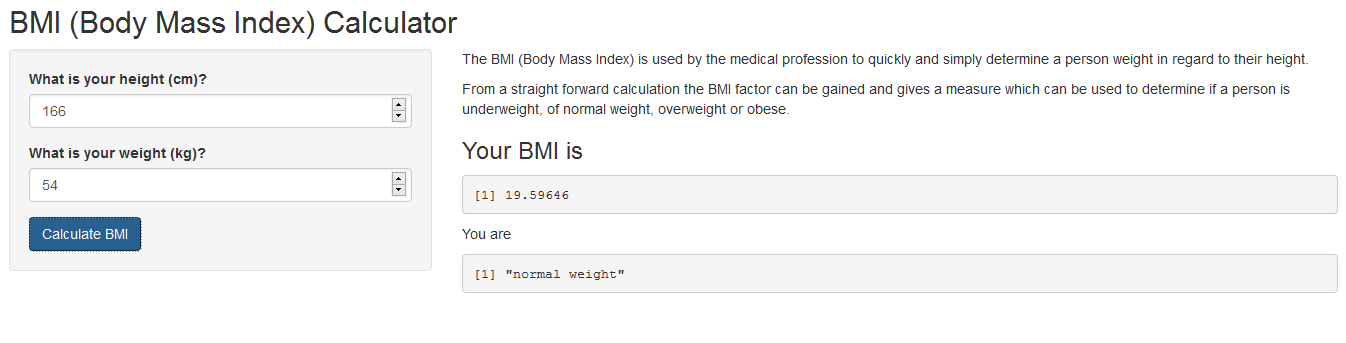 BMI (Body Mass Index) Calculator
What is your height (cm)?
166
What is your weight (kg)?
54
Calculate BMI
The BMI (Body Mass Index) is used by the medical profession to quickly and simply determine a person weight in regard to their height.
From a straight forward calculation the BMI factor can be gained and gives a measure which can be used to determine if a person is
underweight, of normal weight, overweight or obese.
Your BMI is
[1] 19.59646
You are
[1] "normal weight"